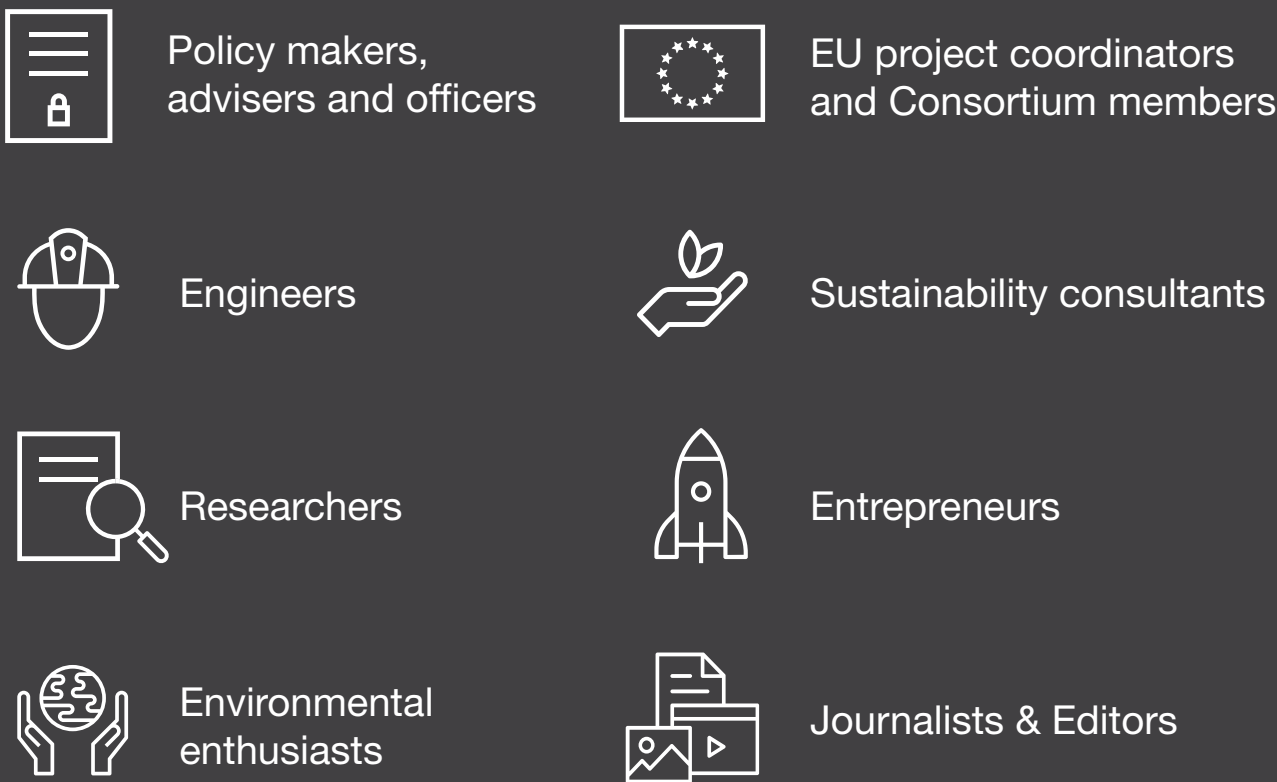 Policy makers,
advisers and officers
EU project coordinators
and Consortium members
Engineers
Sustainability consultants
Researchers
Entrepreneurs
Environmental
enthusiasts
Journalists & Editors